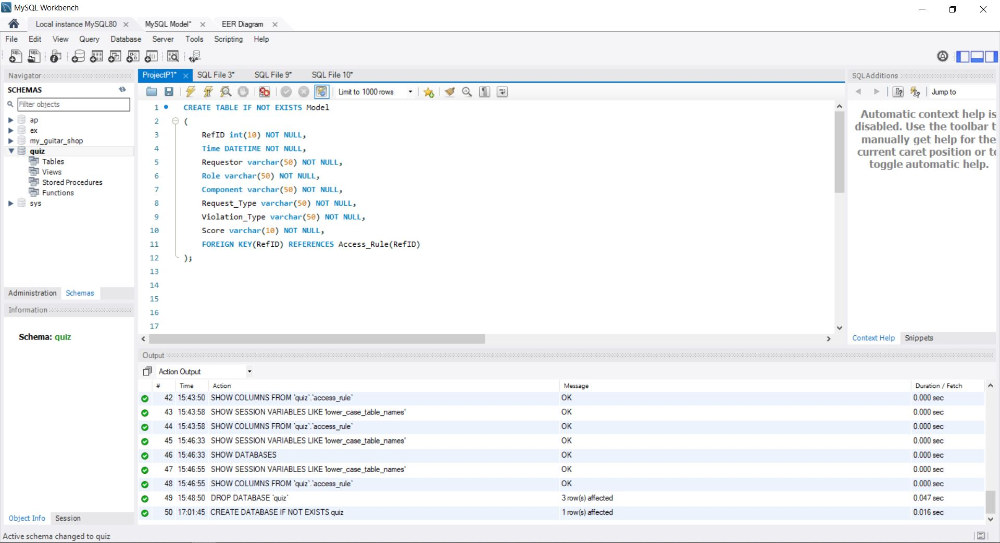 MySQL Workbench
Local instance MySQL80
MySQL Model*
EER Diagram
File Edit View Query Database Server Tools Scripting Help
Navigator
SCHEMAS
Filter objects
ap
ex
my_guitar_shop
quiz
Tables
Views
Stored Procedures
Functions
sys
Administration Schemas
Information
Schema: quiz
Object Info Session
ProjectP1* SQL File 3* SQL File 9* SQL File 10*
Limit to 1000 rows
1 CREATE TABLE IF NOT EXISTS Model
2 (
3 RefID int(10) NOT NULL,
4 Time DATETIME NOT NULL,
5 Requestor varchar(50) NOT NULL,
6 Role varchar(50) NOT NULL,
7 Component varchar(50) NOT NULL,
8 Request_Type varchar(50) NOT NULL,
9 Violation_Type varchar(50) NOT NULL,
10 Score varchar(10) NOT NULL,
11 FOREIGN KEY(RefID) REFERENCES Access_Rule(RefID)
12 );
13
14
15
16
17
SQLAdditions
Jump to
Automatic context help is
disabled. Use the toolbar t
manually get help for the
current caret position or to
toggle automatic help.
Context Help Snippets
Output
Action Output
# Time Action Message Duration / Fetch
42 15:43:50 SHOW COLUMNS FROM `quiz`.`access_rule` OK 0.000 sec
43 15:43:58 SHOW SESSION VARIABLES LIKE 'lower_case_table_names' OK 0.000 sec
44 15:43:58 SHOW COLUMNS FROM `quiz`.`access_rule` OK 0.000 sec
45 15:46:33 SHOW SESSION VARIABLES LIKE 'lower_case_table_names' OK 0.000 sec
46 15:46:33 SHOW DATABASES OK 0.000 sec
47 15:46:55 SHOW SESSION VARIABLES LIKE 'lower_case_table_names' OK 0.000 sec
48 15:46:55 SHOW COLUMNS FROM `quiz`.`access_rule` OK 0.000 sec
49 15:48:50 DROP DATABASE `quiz` 3 row(s) affected 0.047 sec
50 17:01:45 CREATE DATABASE IF NOT EXISTS quiz 1 row(s) affected 0.016 sec
Active schema changed to quiz